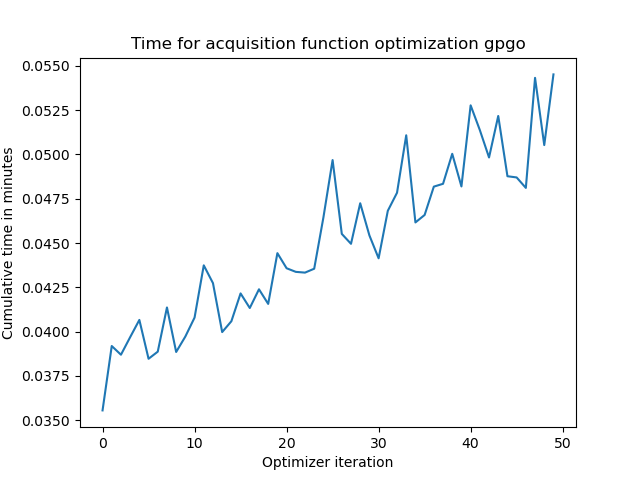 Time for acquisition function optimization gpgo
Cumulative time in minutes
0.0550
0.0525
0.0500
0.0475
0.0450
0.0425
0.0400
0.0375
0.0350
0 10 20 30 40 50
Optimizer iteration